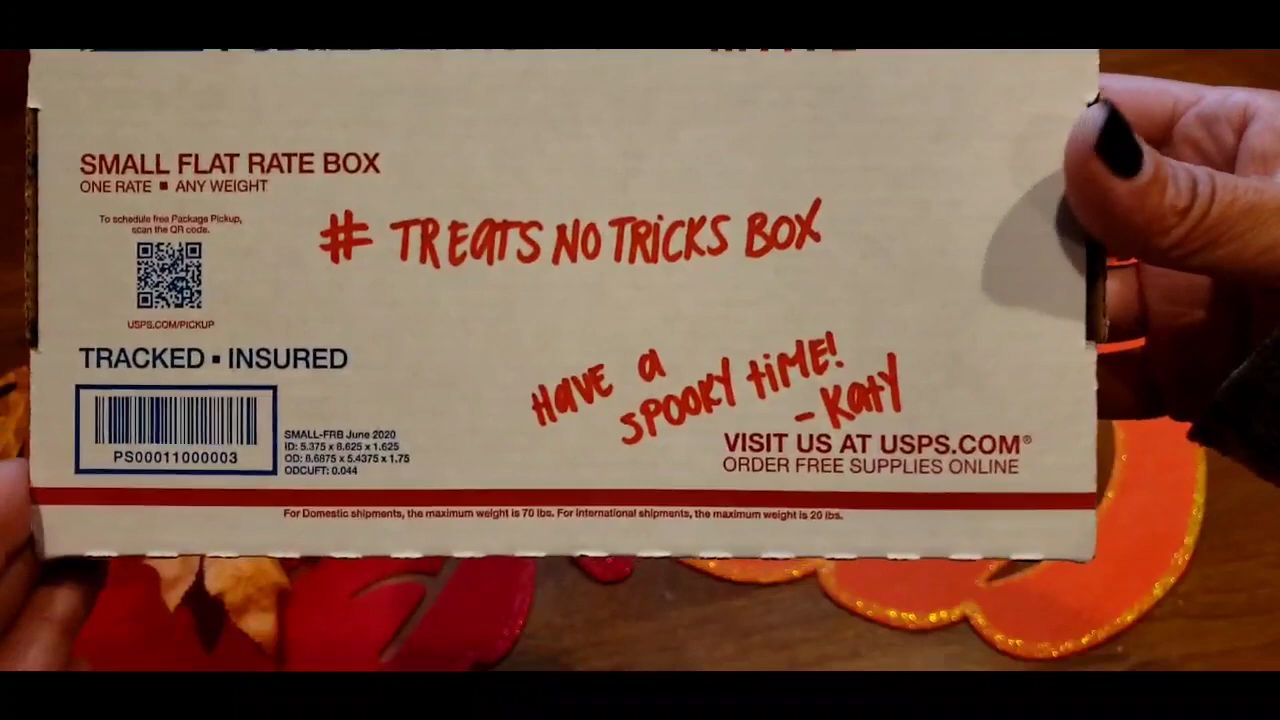 SMALL FLAT RATE BOX
ONE RATE ▪ ANY WEIGHT
To schedule free Package Pickup,
scan the QR code.
USPS.COM/PICKUP
# TREATS NO TRICKS BOX
TRACKED ▪ INSURED
PS00011000003
SMALL-FRB June 2020
ID: 5.375 x 8.625 x 1.625
OD: 8.6875 x 5.4375 x 1.75
ODCUFT: 0.044
HAVE a
SPOOKY TIME!
- KATY
VISIT US AT USPS.COM®
ORDER FREE SUPPLIES ONLINE
For Domestic shipments, the maximum weight is 70 lbs. For international shipments, the maximum weight is 20 lbs.